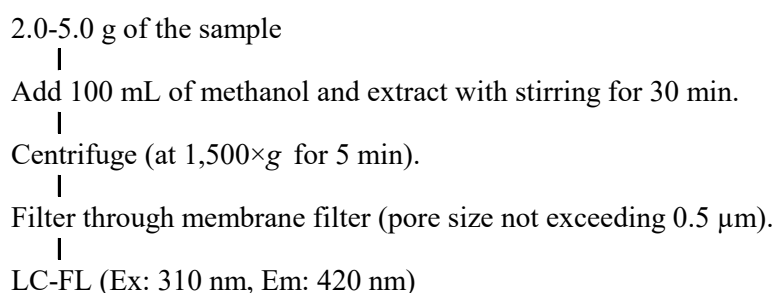 2.0-5.0 g of the sample
Add 100 mL of methanol and extract with stirring for 30 min.
Centrifuge (at 1,500×g for 5 min).
Filter through membrane filter (pore size not exceeding 0.5 µm).
LC-FL (Ex: 310 nm, Em: 420 nm)